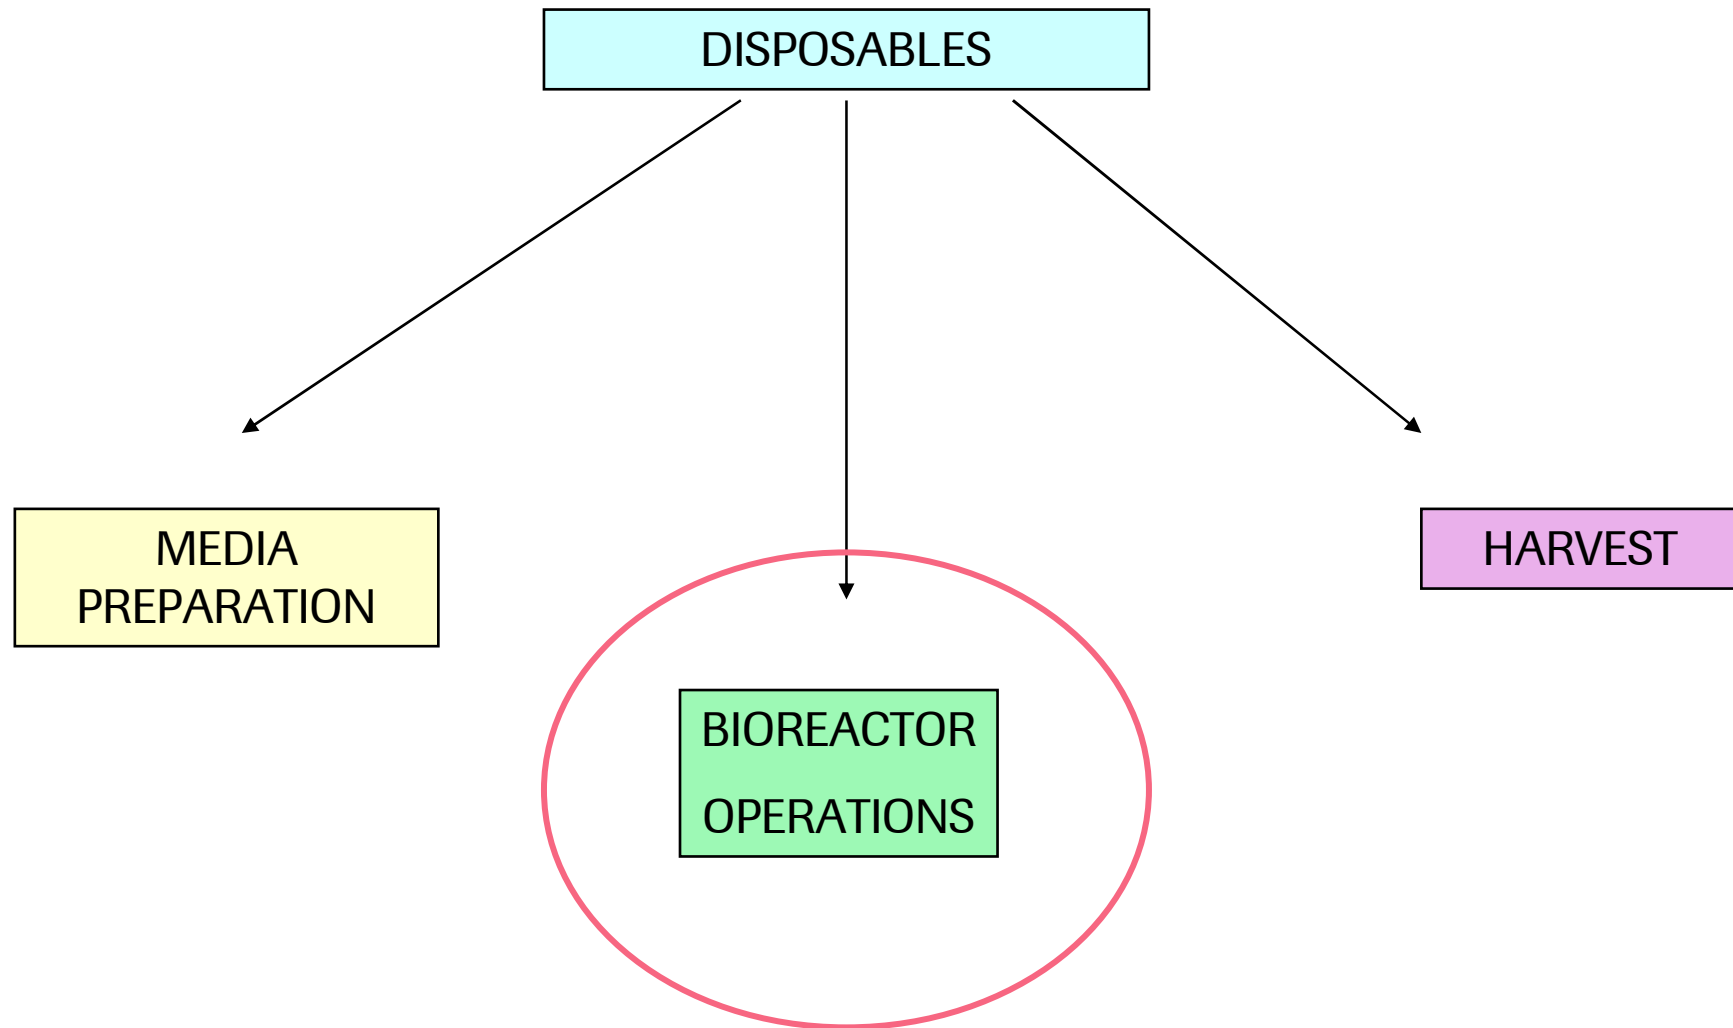 DISPOSABLES
MEDIA
PREPARATION
BIOREACTOR
OPERATIONS
HARVEST